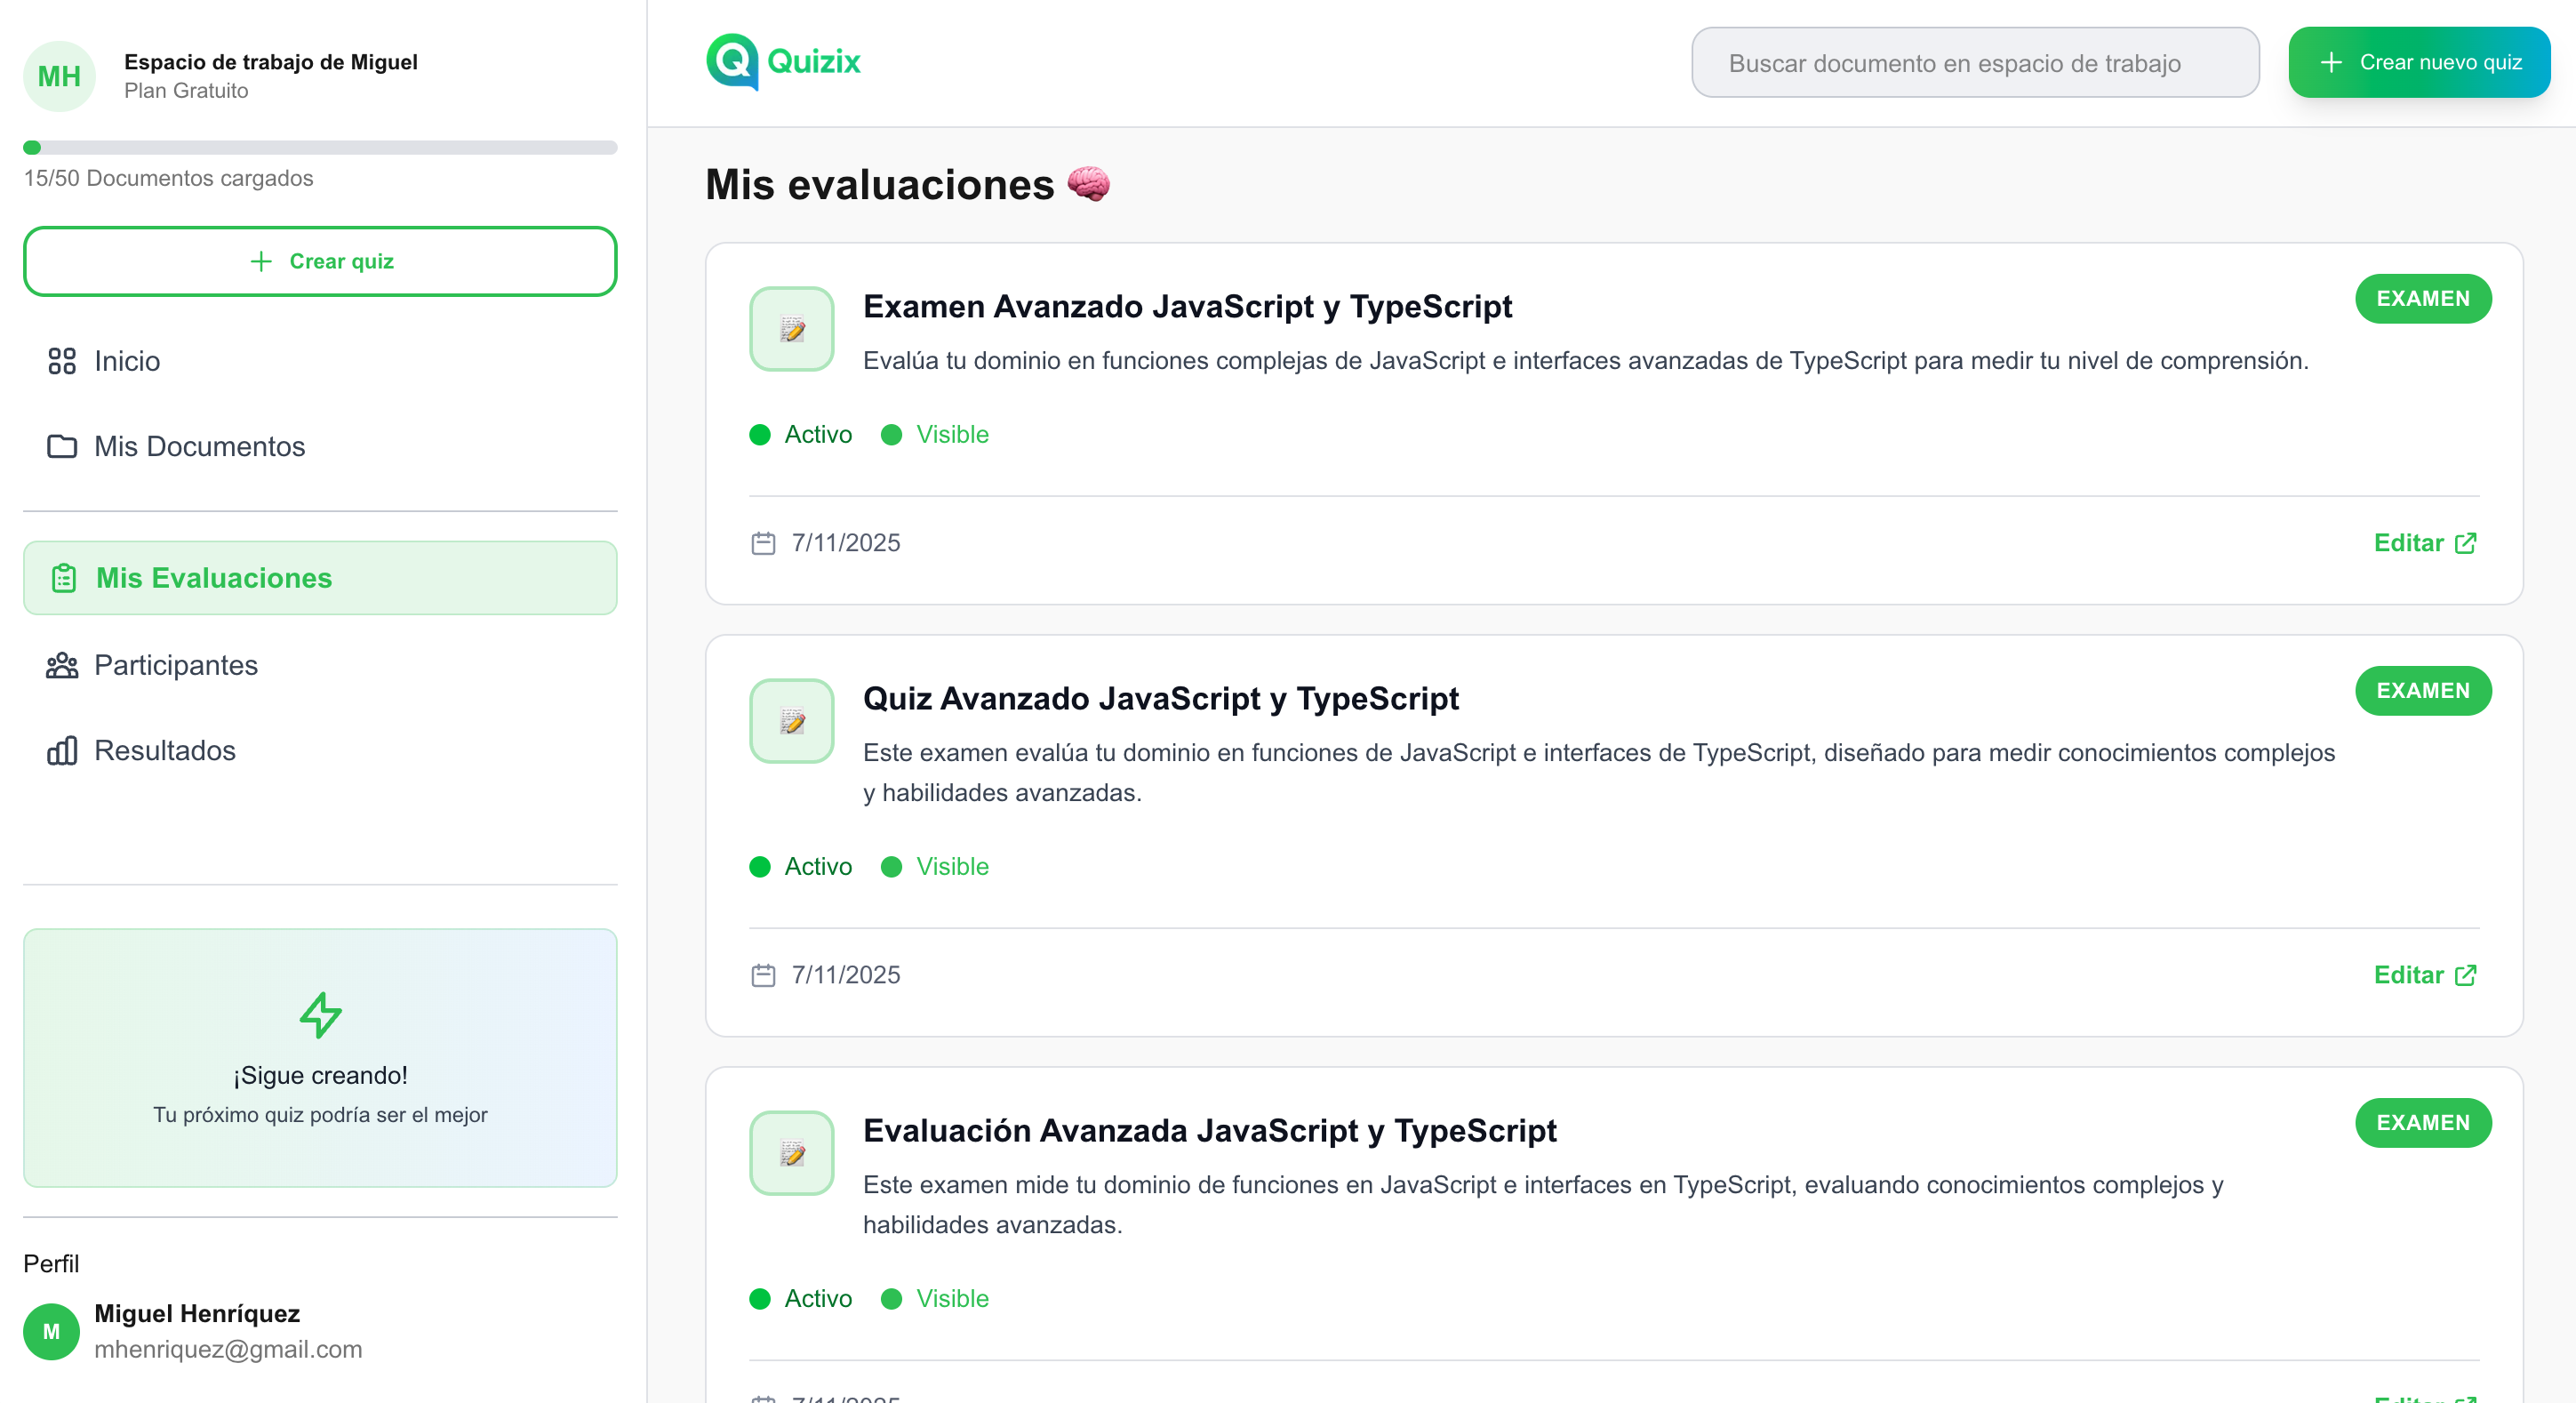 MH
Espacio de trabajo de Miguel
Plan Gratuito
15/50 Documentos cargados
Crear quiz
Inicio
Mis Documentos
Mis Evaluaciones
Participantes
Resultados
¡Sigue creando!
Tu próximo quiz podría ser el mejor
Perfil
M
Miguel Henríquez
mhenriquez@gmail.com
Quizix
Buscar documento en espacio de trabajo
Crear nuevo quiz
Mis evaluaciones
Examen Avanzado JavaScript y TypeScript
EXAMEN
Evalúa tu dominio en funciones complejas de JavaScript e interfaces avanzadas de TypeScript para medir tu nivel de comprensión.
Activo Visible
7/11/2025
Editar
Quiz Avanzado JavaScript y TypeScript
EXAMEN
Este examen evalúa tu dominio en funciones de JavaScript e interfaces de TypeScript, diseñado para medir conocimientos complejos
y habilidades avanzadas.
Activo Visible
7/11/2025
Editar
Evaluación Avanzada JavaScript y TypeScript
EXAMEN
Este examen mide tu dominio de funciones en JavaScript e interfaces en TypeScript, evaluando conocimientos complejos y
habilidades avanzadas.
Activo Visible
7/11/2025
Editar